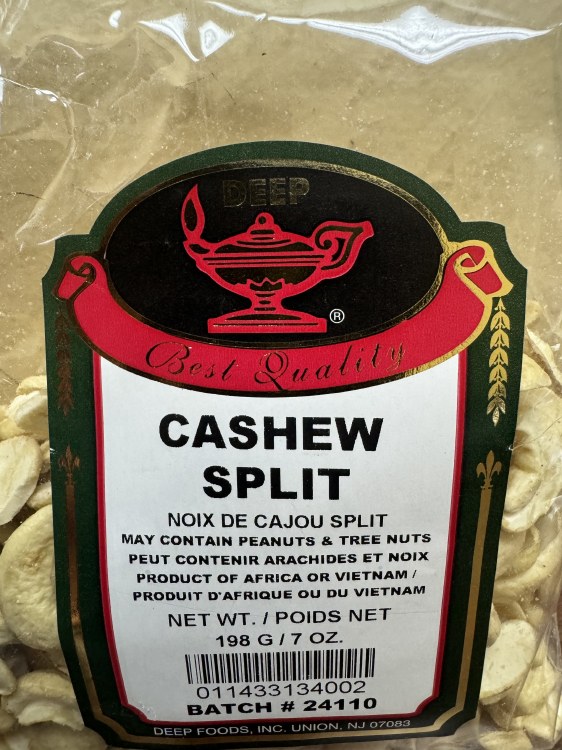 DEEP
®
Best Quality
CASHEW
SPLIT
NOIX DE CAJOU SPLIT
MAY CONTAIN PEANUTS & TREE NUTS
PEUT CONTENIR ARACHIDES ET NOIX
PRODUCT OF AFRICA OR VIETNAM /
PRODUIT D'AFRIQUE OU DU VIETNAM
NET WT. / POIDS NET
198 G / 7 OZ.
011433134002
BATCH # 24110
DEEP FOODS, INC. UNION, NJ 07083